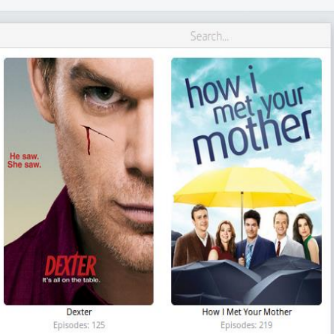 Search...
He saw.
She saw.
DEXTER
It's all on the table.
how i
met your
mother
Dexter
Episodes: 125
How I Met Your Mother
Episodes: 219